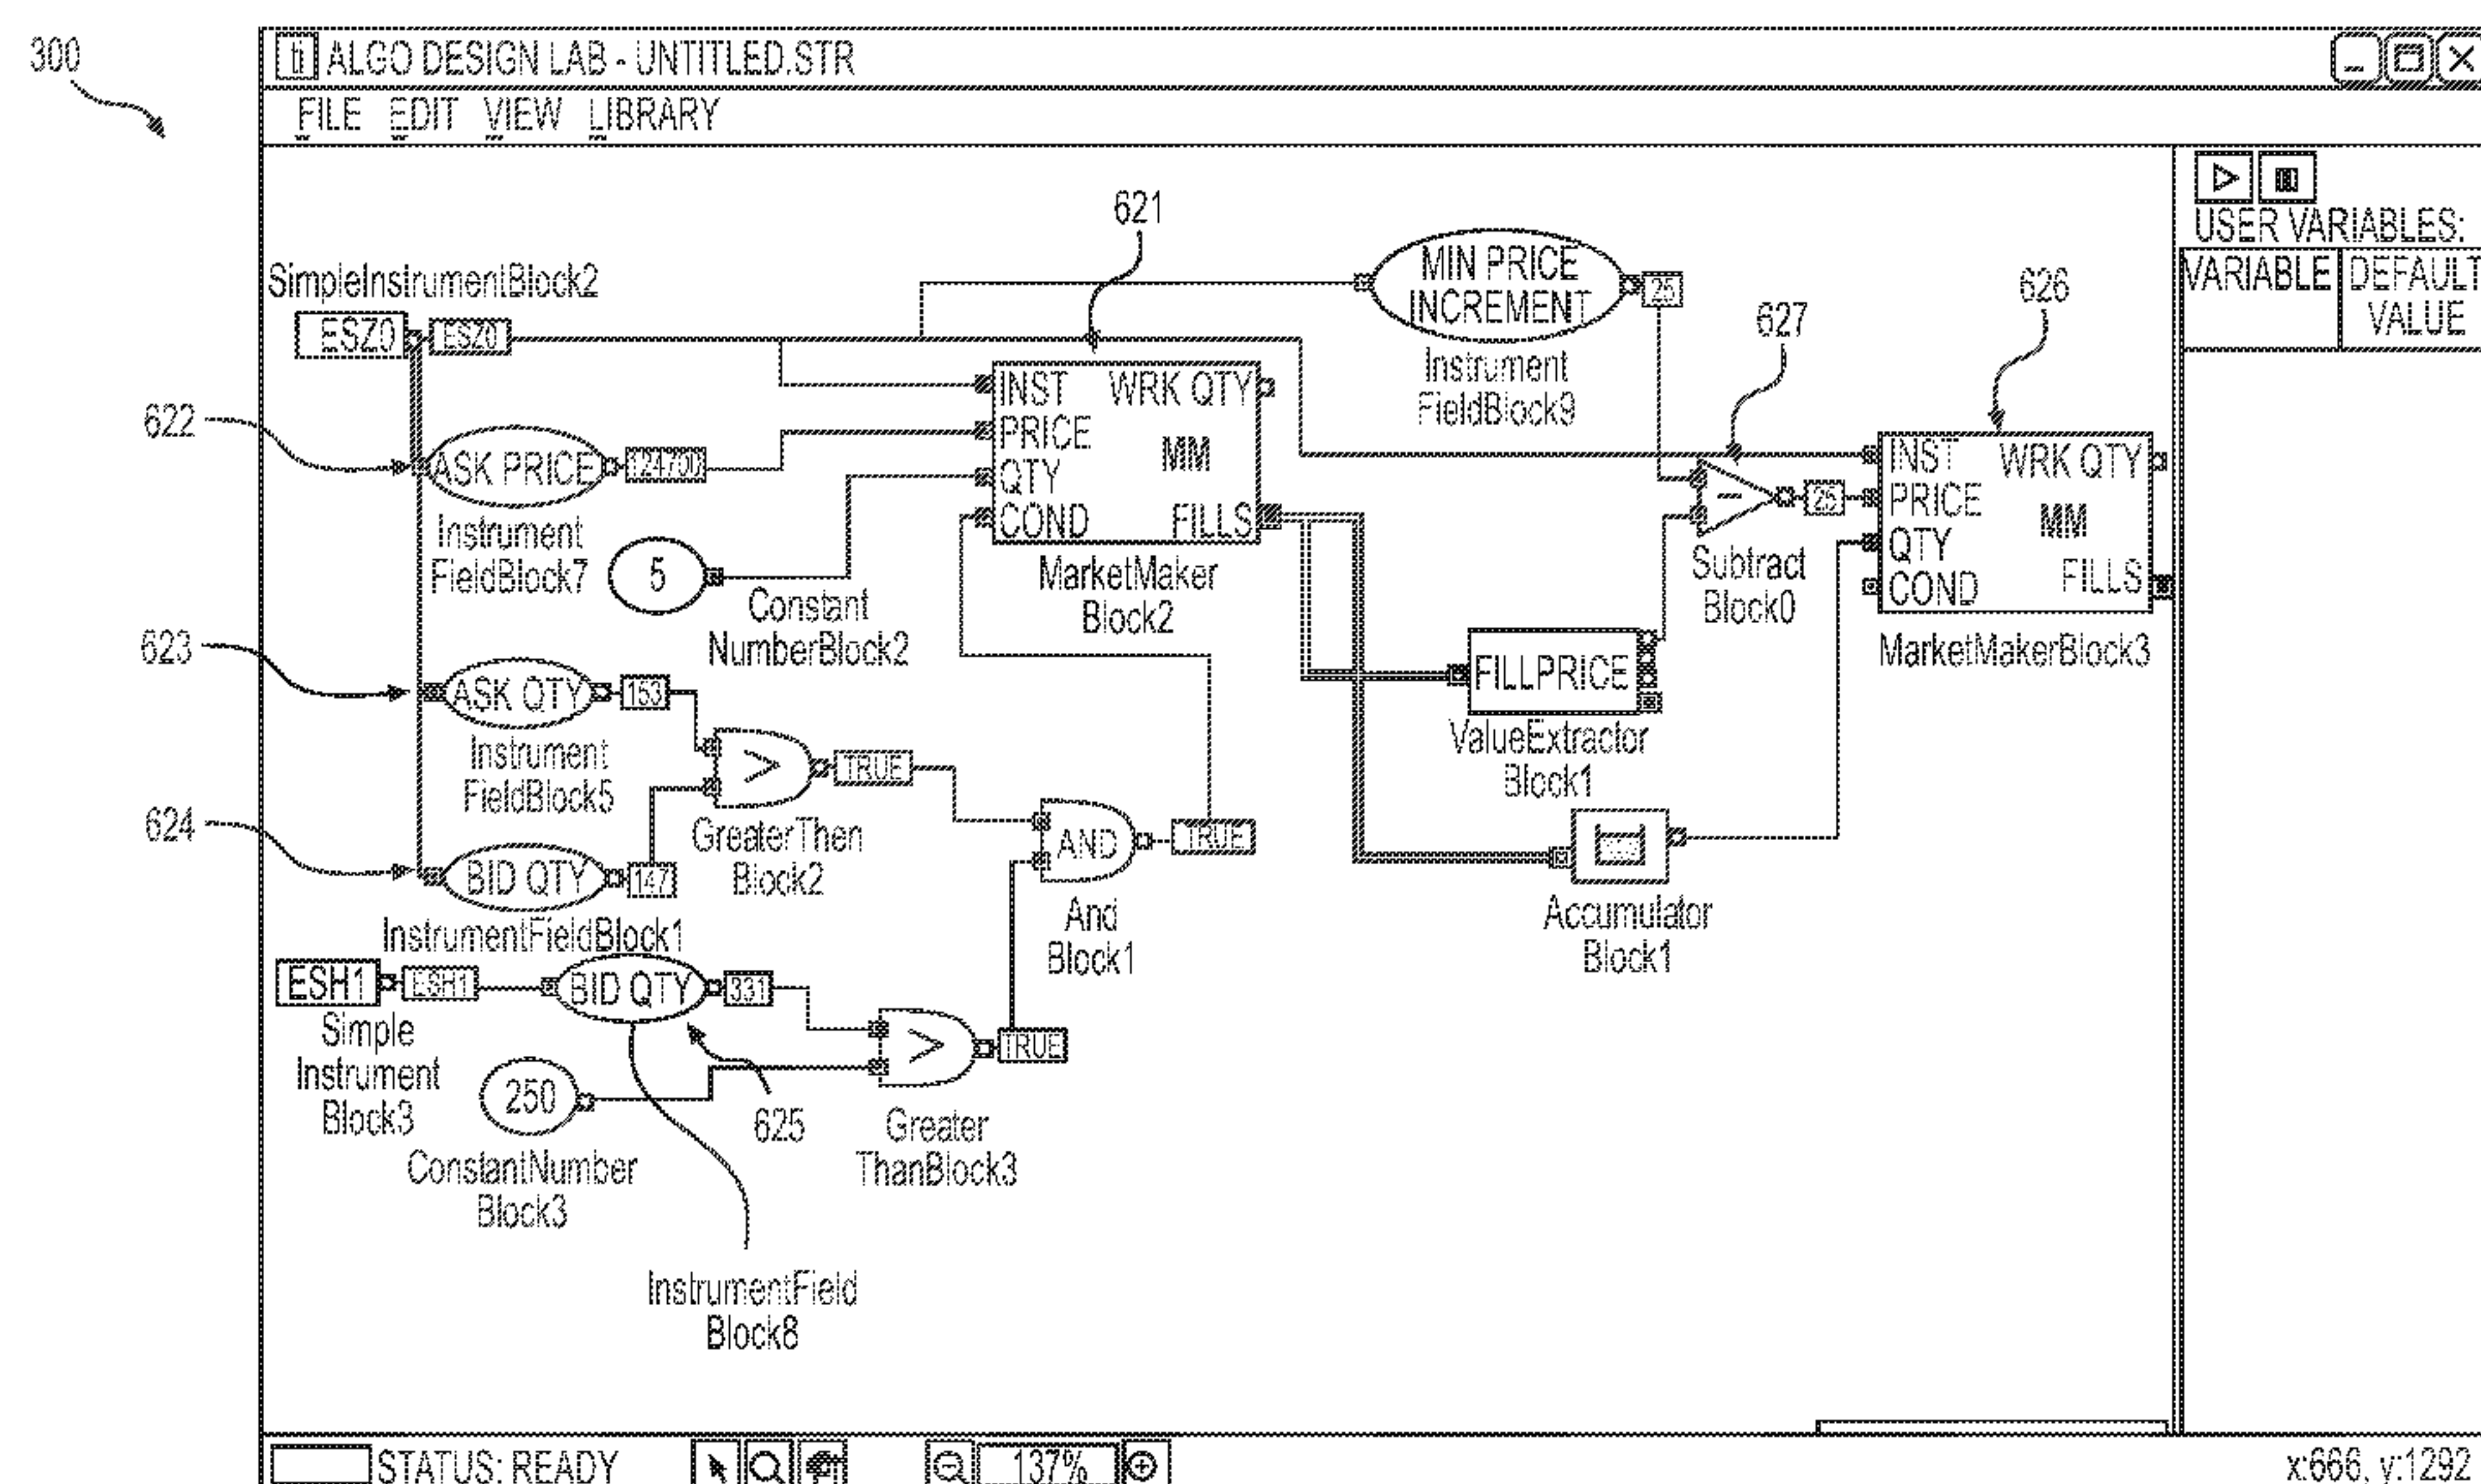 300
ti ALGO DESIGN LAB - UNTITLED.STR
FILE EDIT VIEW LIBRARY
USER VARIABLES:
VARIABLE
DEFAULT
VALUE
621
626
627
622
623
624
625
SimpleInstrumentBlock2
ESZ0
ESZ0
ASK PRICE
Instrument
FieldBlock7
5
Constant
NumberBlock2
ASK QTY
153
Instrument
FieldBlock5
BID QTY
147
InstrumentFieldBlock1
>
TRUE
GreaterThen
Block2
ESH1
ESH1
Simple
Instrument
Block3
BID QTY
331
250
ConstantNumber
Block3
InstrumentField
Block8
>
TRUE
Greater
ThanBlock3
AND
TRUE
And
Block1
INST WRK QTY
PRICE
MM
QTY
COND FILLS
MarketMaker
Block2
MIN PRICE
INCREMENT
25
Instrument
FieldBlock9
FILLPRICE
ValueExtractor
Block1
Accumulator
Block1
-
25
Subtract
Block0
INST WRK QTY
PRICE
MM
QTY
COND FILLS
MarketMakerBlock3
STATUS: READY
137%
x:666, y:1292